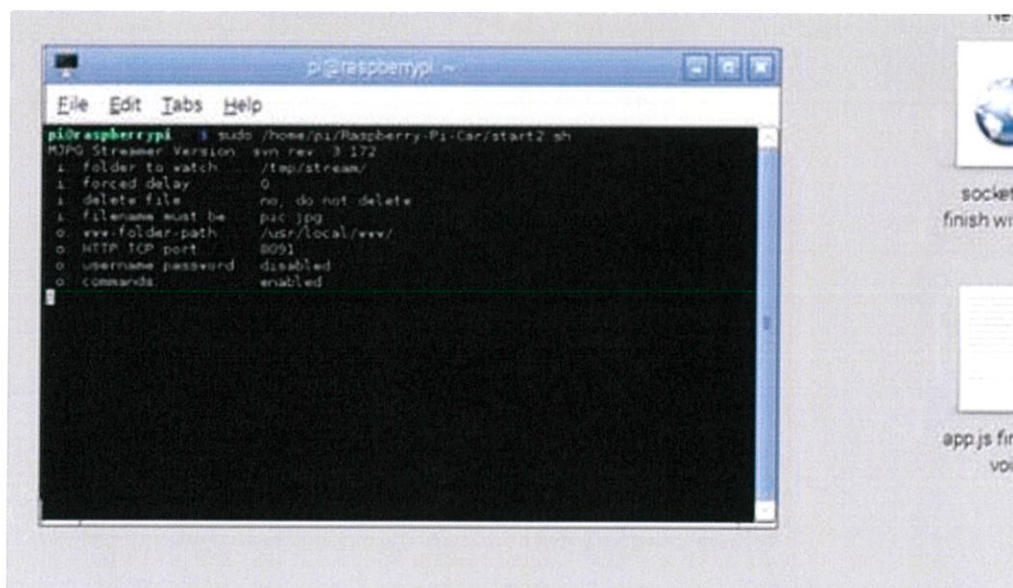 pi@raspberrypi ~
File Edit Tabs Help
pi@raspberrypi $ sudo /home/pi/Raspberry-Pi-Car/start2 sh
MJPG Streamer Version svn rev 3 172
i folder to watch /tmp/stream/
i forced delay 0
i delete file no, do not delete
i filename must be pic jpg
o www-folder-path /usr/local/www/
o HTTP TCP port 8091
o username password disabled
o commands enabled
socket
finish wi
app.js fin
voi